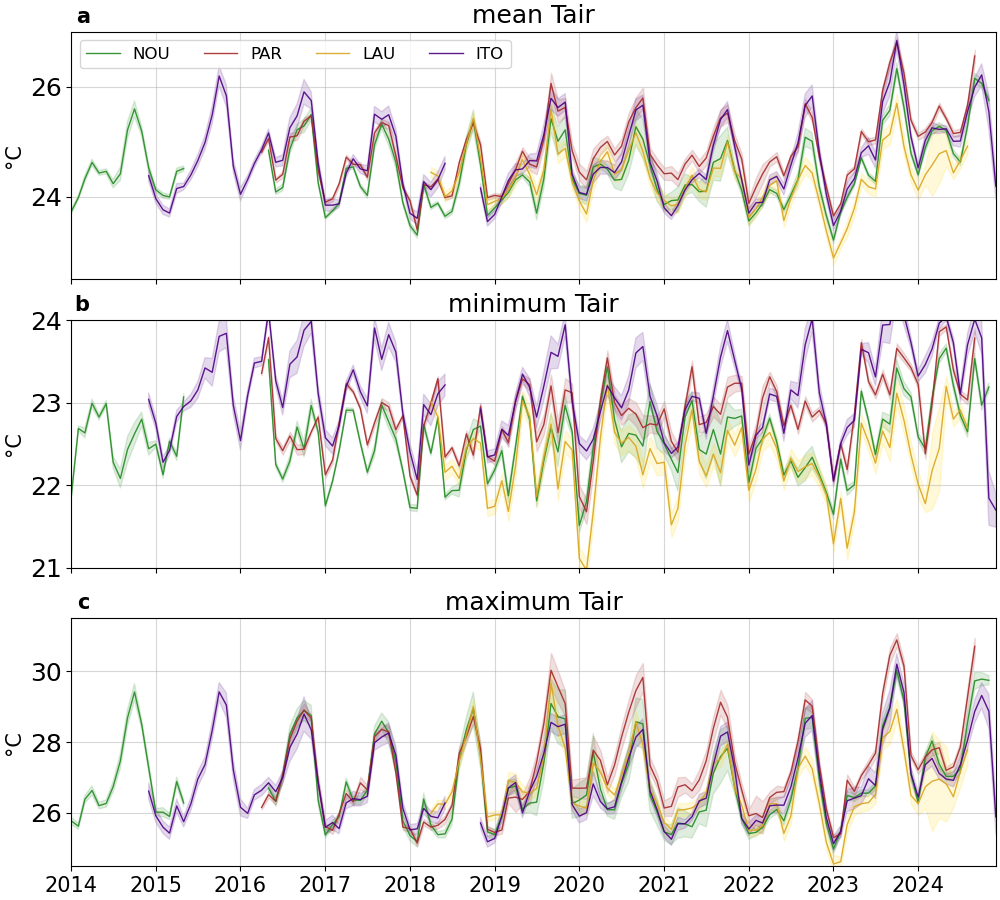 a mean Tair
NOU PAR LAU ITO
26
24
°C
b minimum Tair
24
23
22
21
°C
c maximum Tair
30
28
26
°C
2014 2015 2016 2017 2018 2019 2020 2021 2022 2023 2024